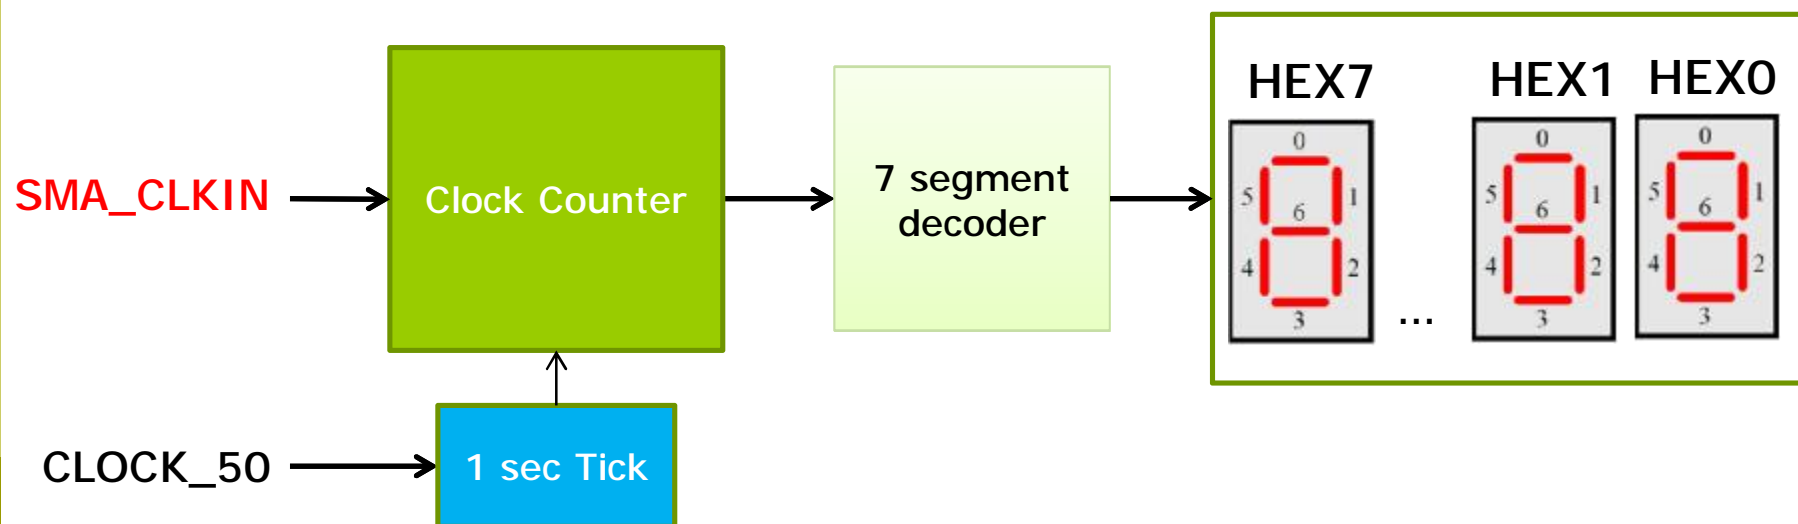 HEX7 HEX1 HEX0
0 0 0
SMA_CLKIN
Clock Counter
7 segment
decoder
5 6 1 5 6 1 5 6 1
4 2 4 2 4 2
3 ... 3 3
CLOCK_50
1 sec Tick